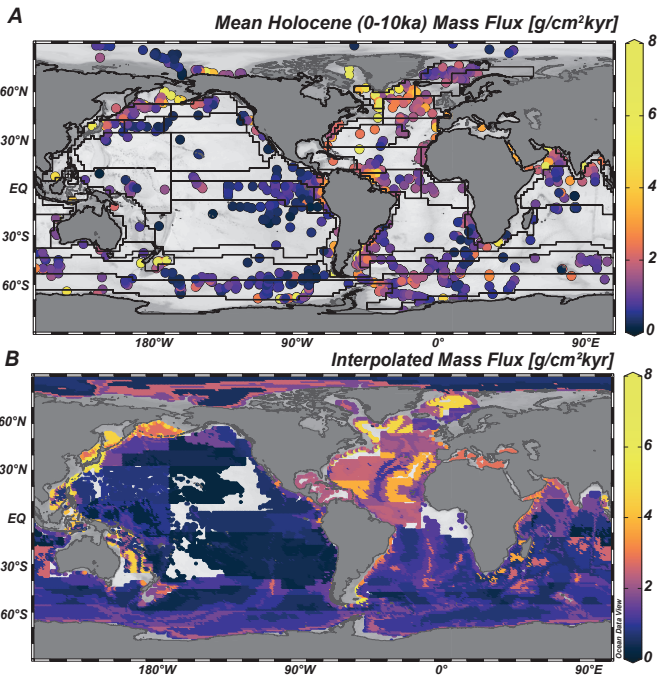 A
Mean Holocene (0-10ka) Mass Flux [g/cm²kyr]
8
60°N
6
30°N
EQ
4
30°S
2
60°S
0
180°W 90°W 0° 90°E
B
Interpolated Mass Flux [g/cm²kyr]
8
60°N
6
30°N
EQ
4
30°S
2
60°S
Ocean Data View
0
180°W 90°W 0° 90°E